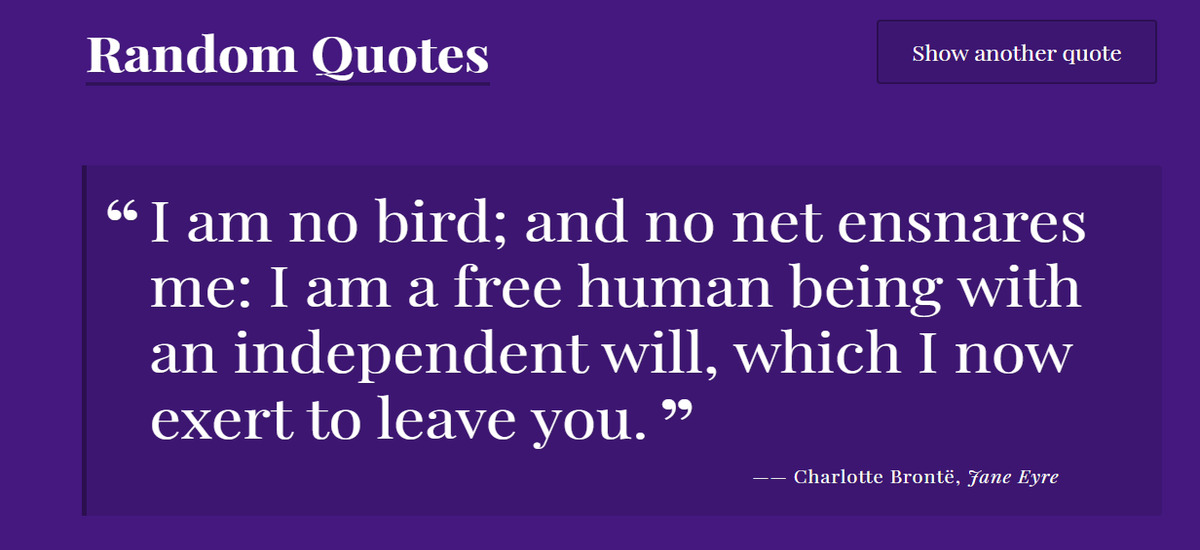 Random Quotes
Show another quote
“ I am no bird; and no net ensnares
me: I am a free human being with
an independent will, which I now
exert to leave you. ”
—— Charlotte Brontë, Jane Eyre